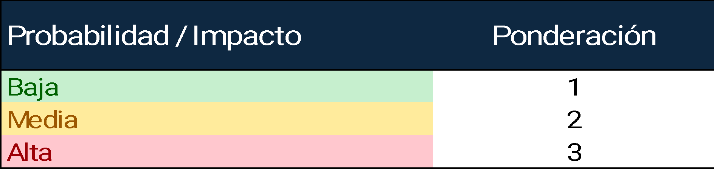 Probabilidad / Impacto Ponderación
Baja 1
Media 2
Alta 3